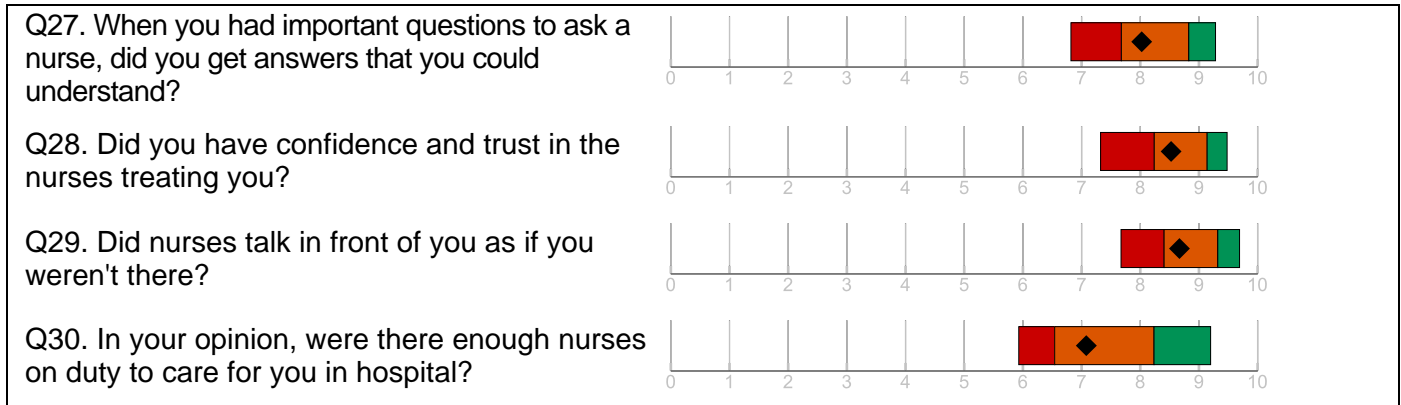 Q27. When you had important questions to ask a
nurse, did you get answers that you could
understand?
0 1 2 3 4 5 6 7 8 9 10
Q28. Did you have confidence and trust in the
nurses treating you?
0 1 2 3 4 5 6 7 8 9 10
Q29. Did nurses talk in front of you as if you
weren't there?
0 1 2 3 4 5 6 7 8 9 10
Q30. In your opinion, were there enough nurses
on duty to care for you in hospital?
0 1 2 3 4 5 6 7 8 9 10